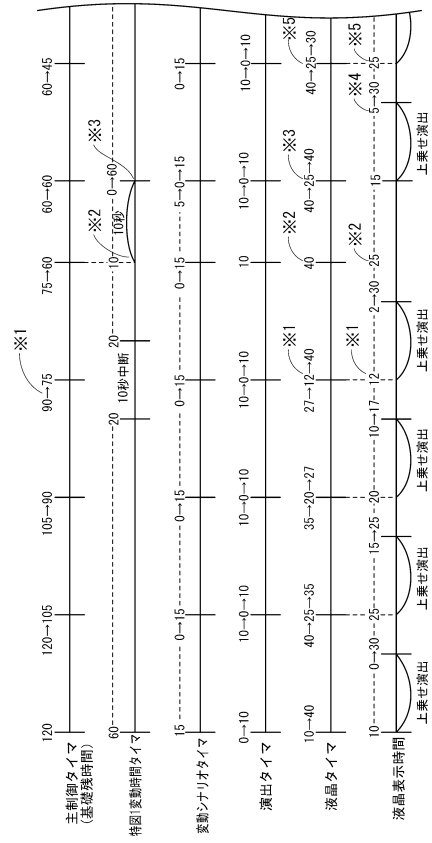 ※1
120 120→105 105→90 90→75 75→60 60→60 60→45
主制御タイマ
(基礎残時間)
※2 ※3
60 20 10秒中断 20 10 10秒 0→60
特図1変動時間タイマ
15 0→15 0→15 0→15 0→15 5→0→15 0→15
変動シナリオタイマ
0→10 10→0→10 10→0→10 10→0→10 10 10→0→10 10→0→10
演出タイマ
※1 ※2 ※3 ※5
10→40 40→25→35 35→20→27 27→12→40 40 40→25→40 40→25→30
液晶タイマ
※1 ※2 ※4 ※5
10 0→30 25 15→25 20 10→17 12 2→30 25 15 5→30 25
液晶表示時間
上乗せ演出 上乗せ演出 上乗せ演出 上乗せ演出 上乗せ演出